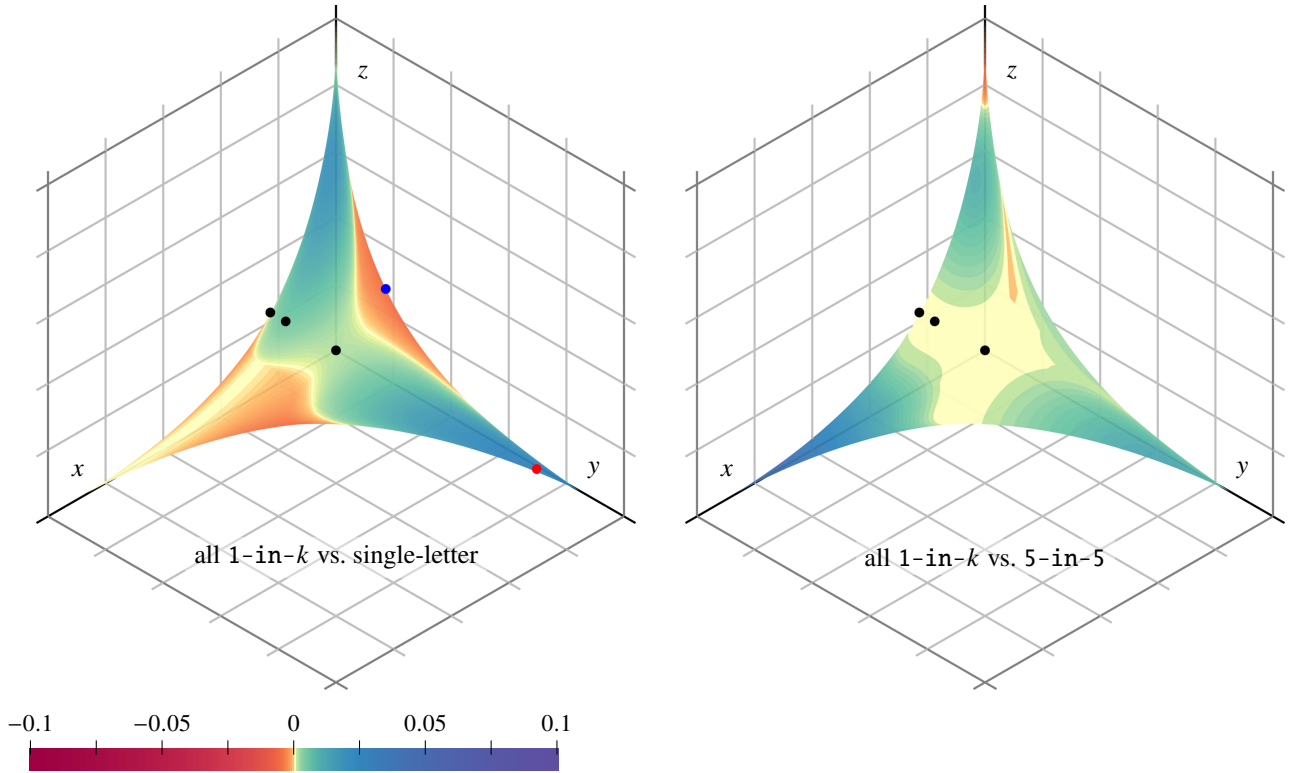 z
z
x
y
x
y
all 1-in-k vs. single-letter
all 1-in-k vs. 5-in-5
−0.1
−0.05
0
0.05
0.1